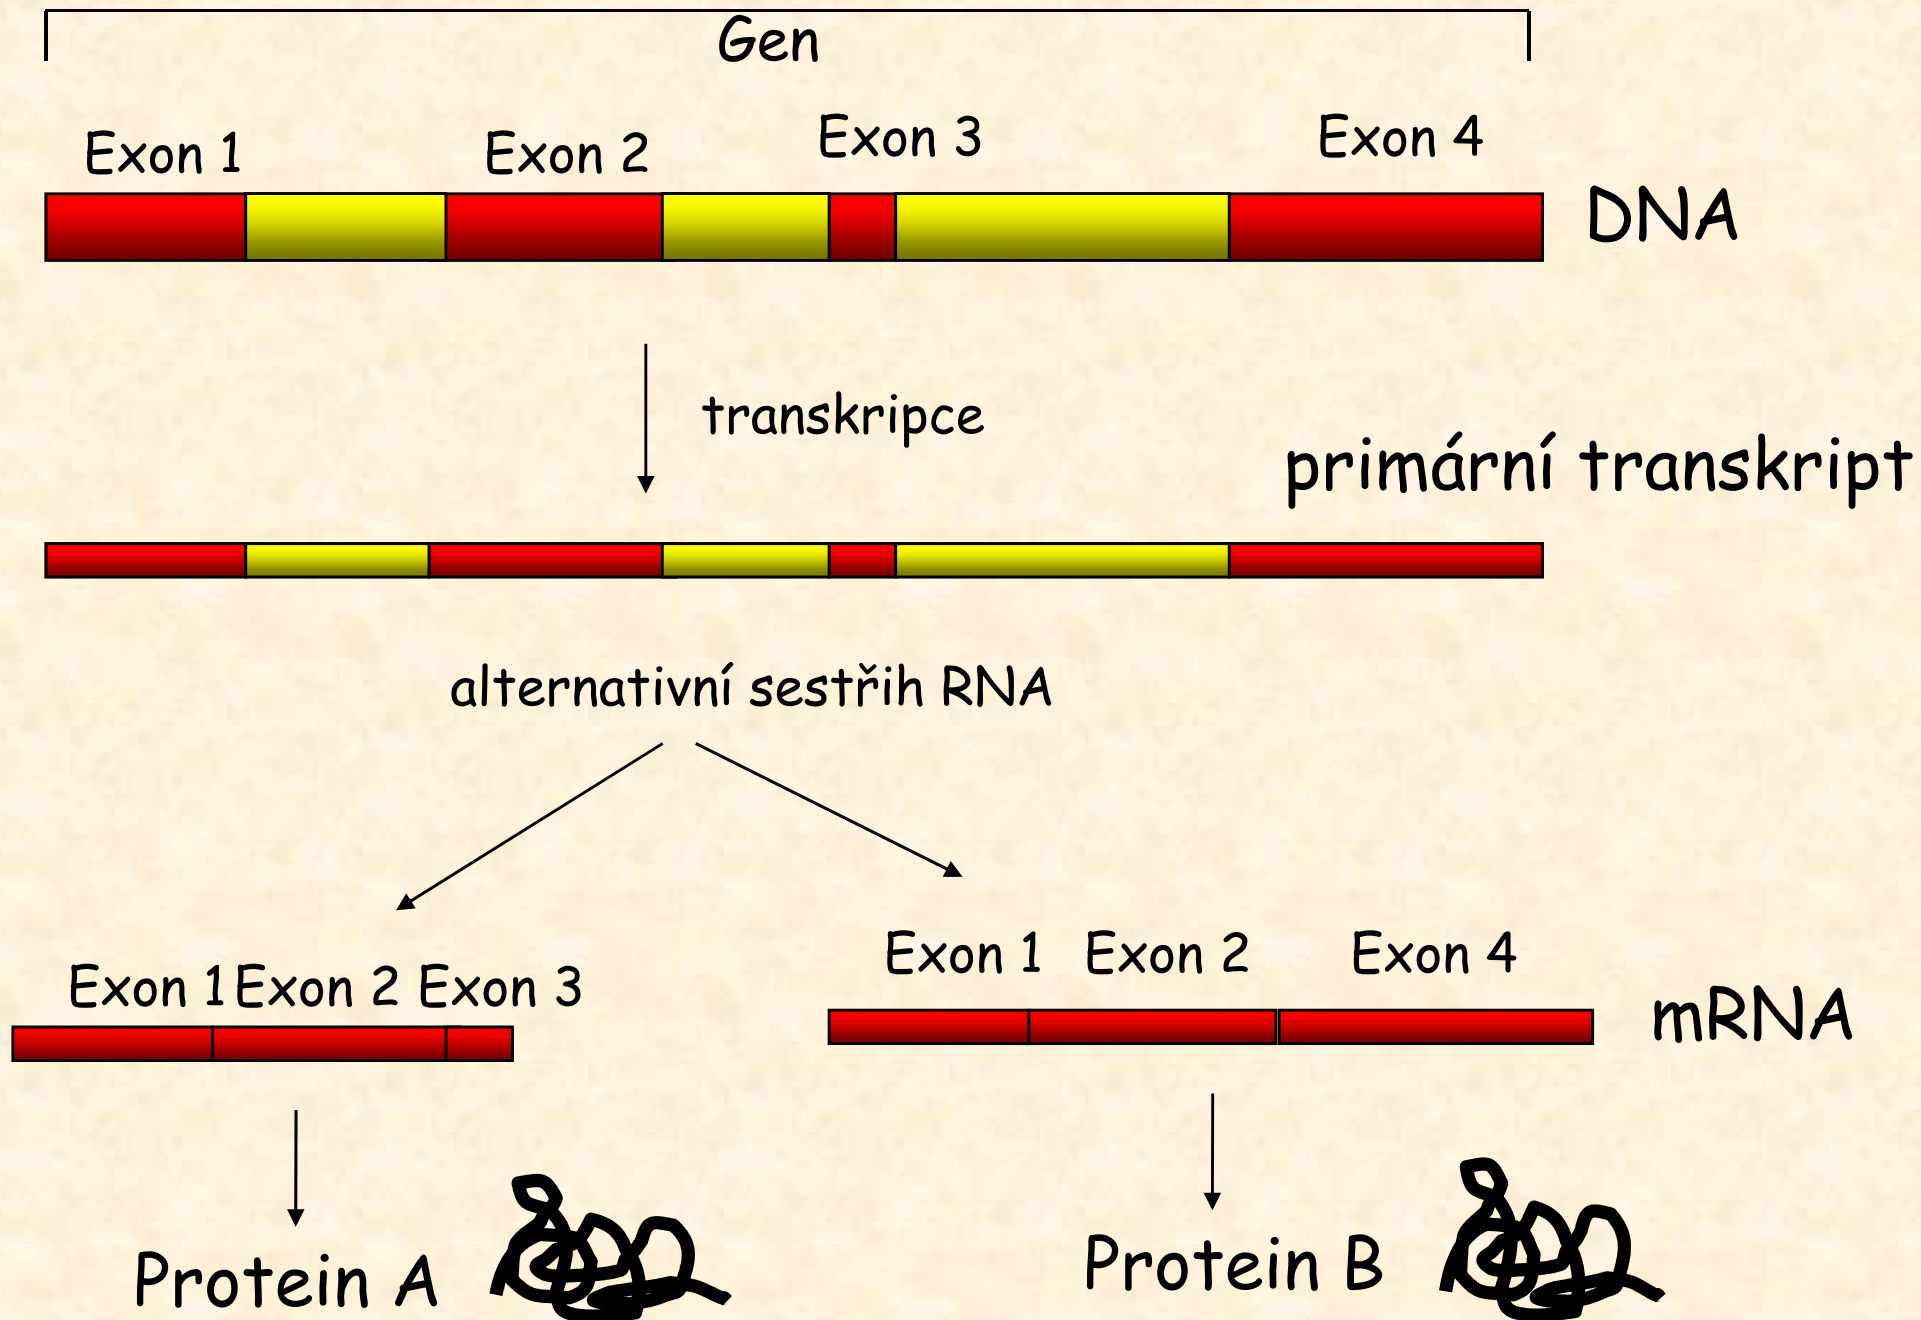 Gen
Exon 1 Exon 2 Exon 3 Exon 4
DNA
transkripce
primární transkript
alternativní sestřih RNA
Exon 1 Exon 2 Exon 3
Exon 1 Exon 2 Exon 4
mRNA
Protein A
Protein B